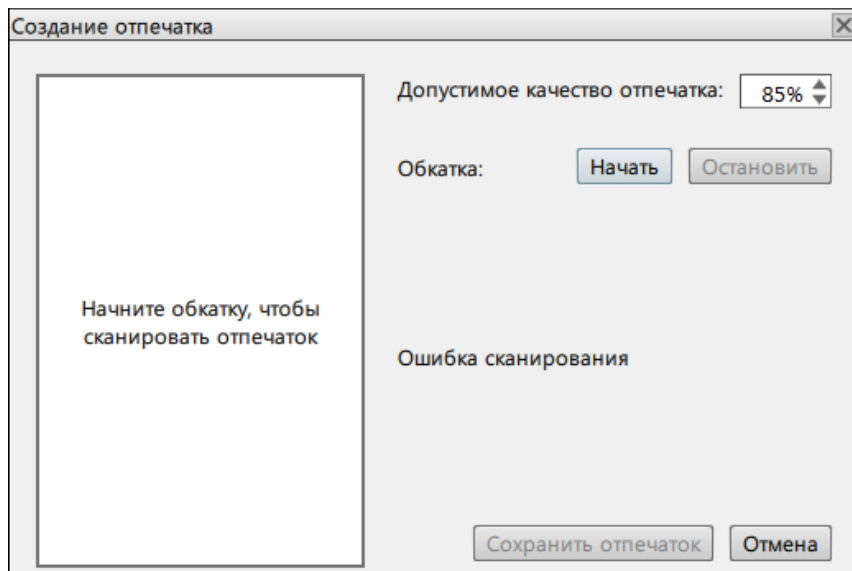 Создание отпечатка
Допустимое качество отпечатка: 85%
Обкатка: Начать Остановить
Начните обкатку, чтобы
сканировать отпечаток
Ошибка сканирования
Сохранить отпечаток Отмена